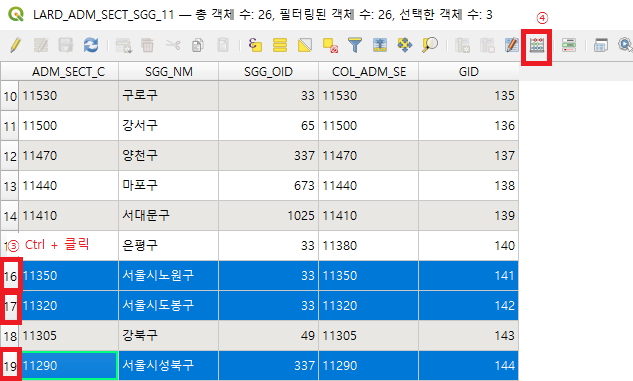 LARD_ADM_SECT_SGG_11 — 총 객체 수: 26, 필터링된 객체 수: 26, 선택한 객체 수: 3
④
ADM_SECT_C SGG_NM SGG_OID COL_ADM_SE GID
10 11530 구로구 33 11530 135
11 11500 강서구 65 11500 136
12 11470 양천구 337 11470 137
13 11440 마포구 673 11440 138
14 11410 서대문구 1025 11410 139
③ Ctrl + 클릭 은평구 33 11380 140
16 11350 서울시노원구 33 11350 141
17 11320 서울시도봉구 33 11320 142
18 11305 강북구 49 11305 143
19 11290 서울시성북구 337 11290 144